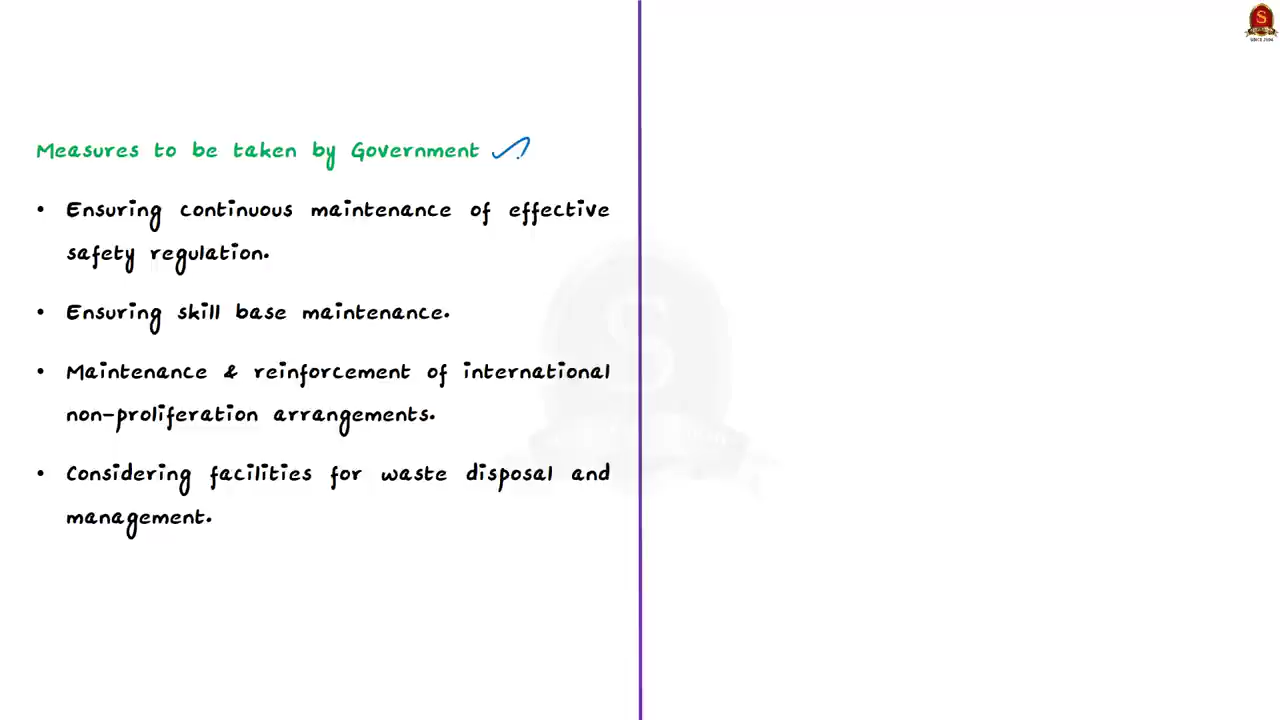 Measures to be taken by Government
• Ensuring continuous maintenance of effective
safety regulation.
• Ensuring skill base maintenance.
• Maintenance & reinforcement of international
non-proliferation arrangements.
• Considering facilities for waste disposal and
management.
S